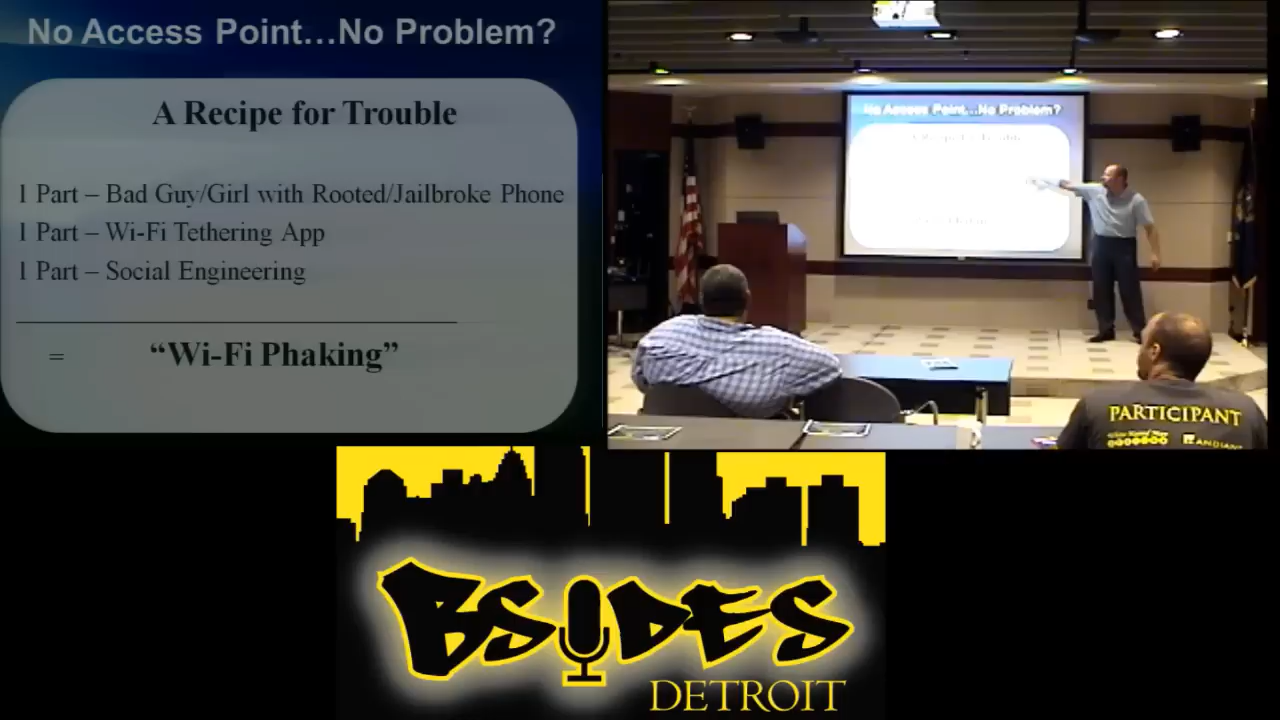 No Access Point…No Problem?
A Recipe for Trouble
1 Part – Bad Guy/Girl with Rooted/Jailbroke Phone
1 Part – Wi-Fi Tethering App
1 Part – Social Engineering
= “Wi-Fi Phaking”
No Access Point...No Problem?
PARTICIPANT
BSIDES
DETROIT